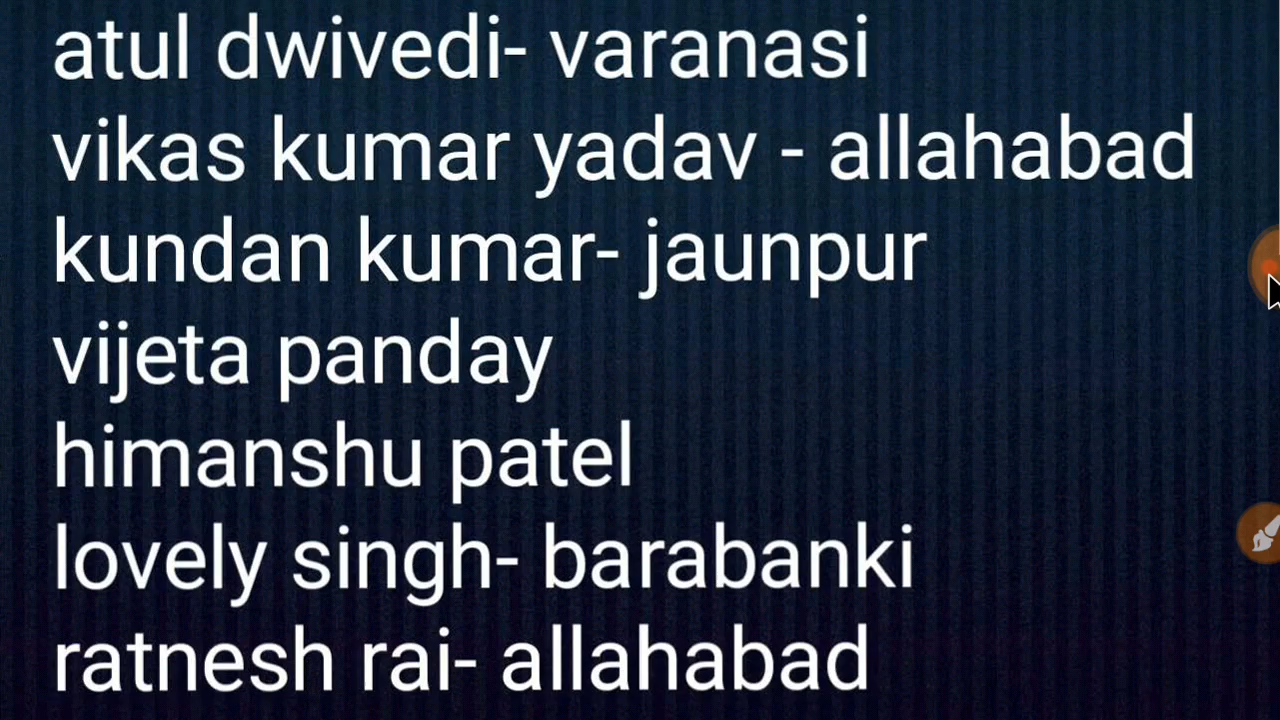 atul dwivedi- varanasi
vikas kumar yadav - allahabad
kundan kumar- jaunpur
vijeta panday
himanshu patel
lovely singh- barabanki
ratnesh rai- allahabad